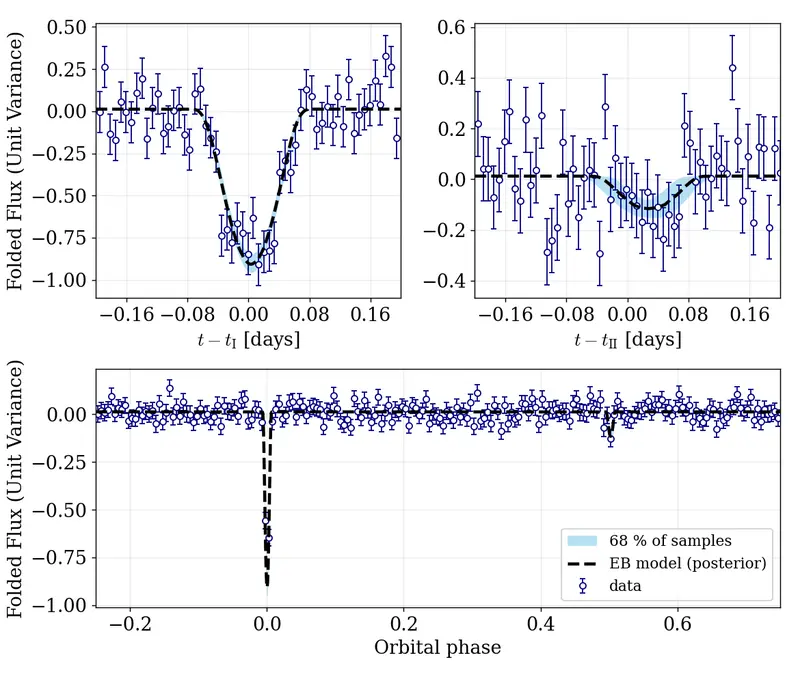 Folded Flux (Unit Variance)
0.50
0.25
0.00
−0.25
−0.50
−0.75
−1.00
−0.16 −0.08 0.00 0.08 0.16
t − tI [days]
0.6
0.4
0.2
0.0
−0.2
−0.4
−0.16 −0.08 0.00 0.08 0.16
t − tII [days]
Folded Flux (Unit Variance)
0.00
−0.25
−0.50
−0.75
−1.00
−0.2 0.0 0.2 0.4 0.6
Orbital phase
68 % of samples
EB model (posterior)
data